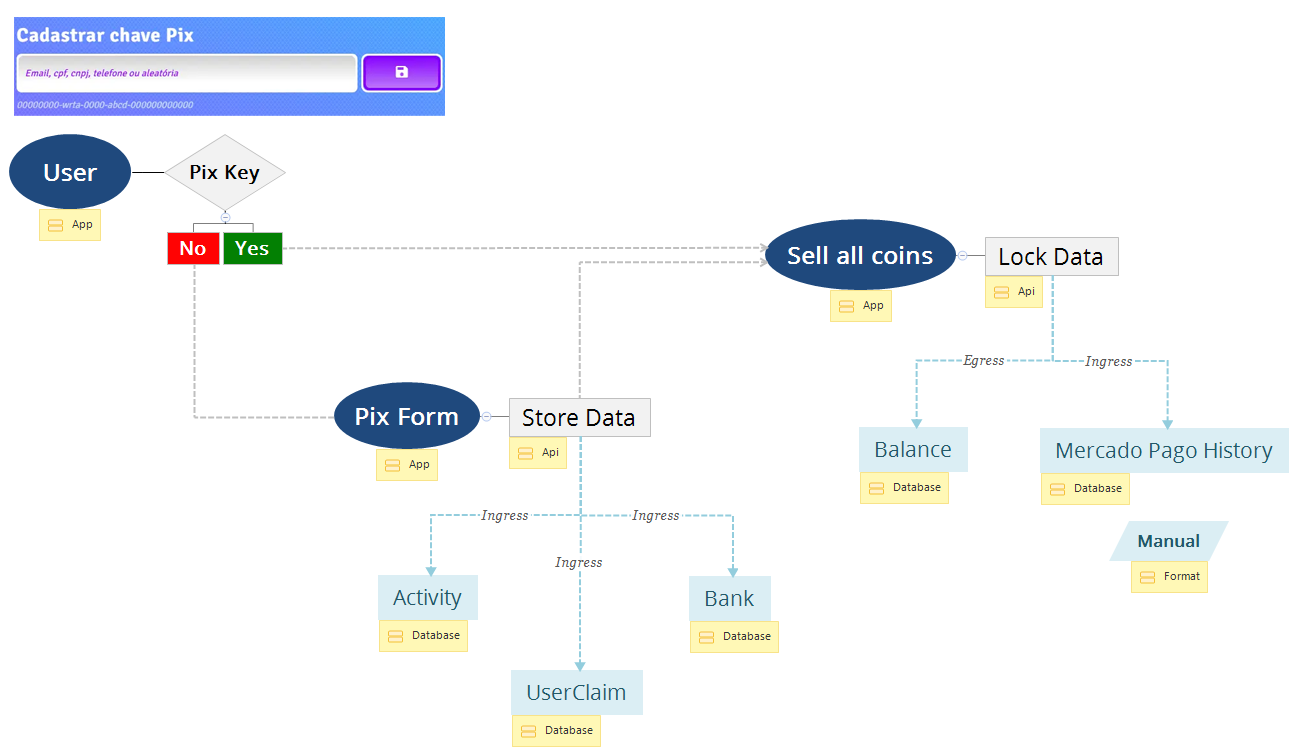 Cadastrar chave Pix
Email, cpf, cnpj, telefone ou aleatória
00000000-wrta-0000-abcd-000000000000
User
App
Pix Key
No
Yes
Sell all coins
App
Lock Data
Api
Egress
Ingress
Balance
Database
Mercado Pago History
Database
Manual
Format
Pix Form
App
Store Data
Api
Ingress
Ingress
Ingress
Activity
Database
Bank
Database
UserClaim
Database